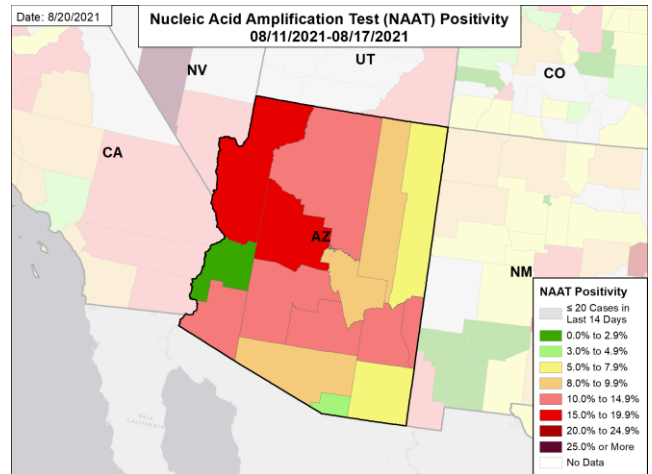 Date: 8/20/2021
Nucleic Acid Amplification Test (NAAT) Positivity
08/11/2021-08/17/2021
UT
CO
NV
CA
AZ
NM
BAJA
CALIFORNIA
NAAT Positivity
≤ 20 Cases in
Last 14 Days
0.0% to 2.9%
3.0% to 4.9%
5.0% to 7.9%
8.0% to 9.9%
10.0% to 14.9%
15.0% to 19.9%
20.0% to 24.9%
25.0% or More
No Data